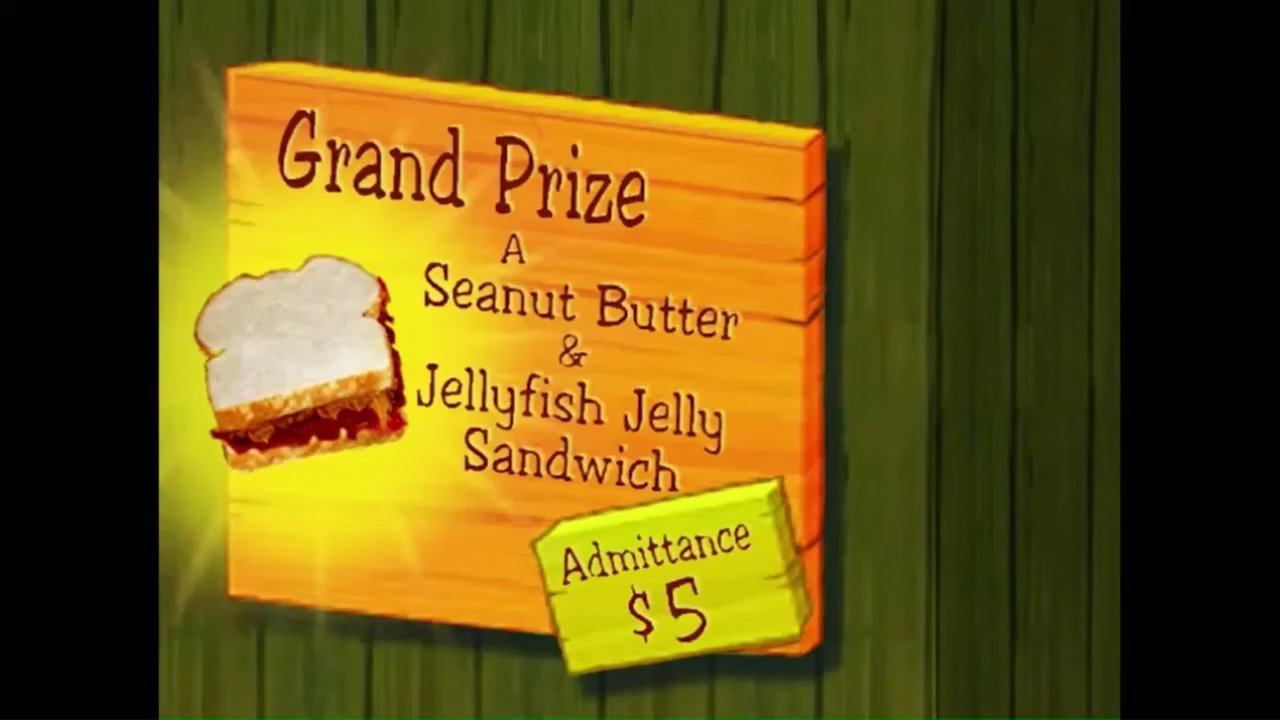 Grand Prize
A
Seanut Butter
&
Jellyfish Jelly
Sandwich
Admittance
$5